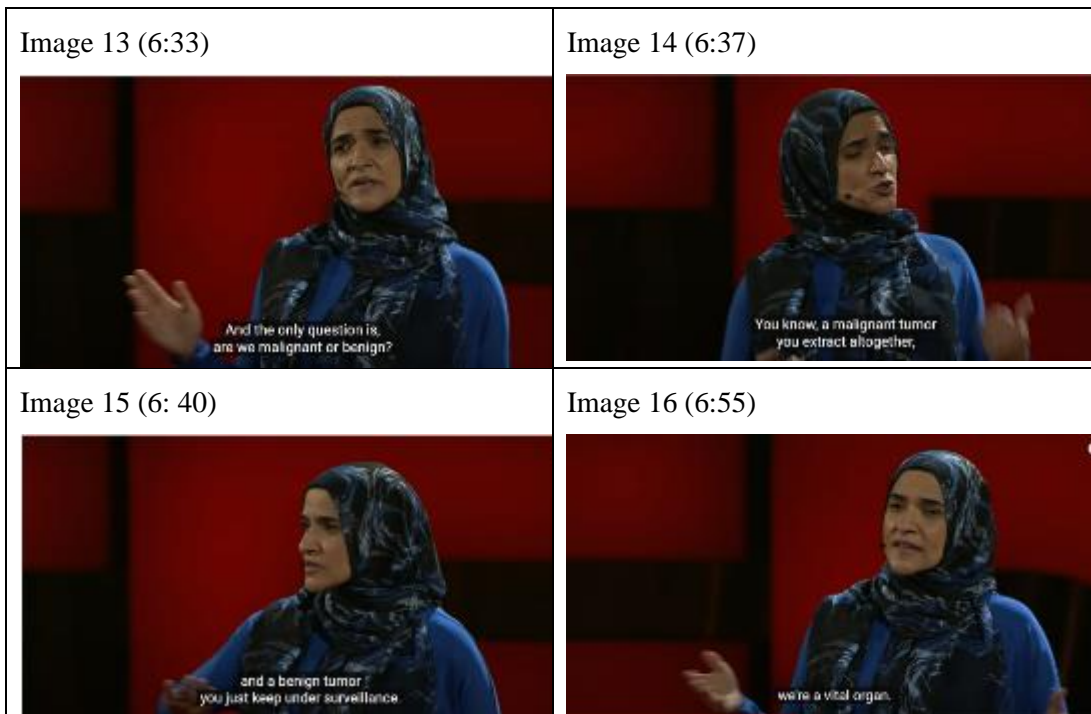 Image 13 (6:33)
And the only question is,
are we malignant or benign?
Image 14 (6:37)
You know, a malignant tumor
you extract altogether,
Image 15 (6: 40)
and a benign tumor
you just keep under surveillance.
Image 16 (6:55)
we're a vital organ.